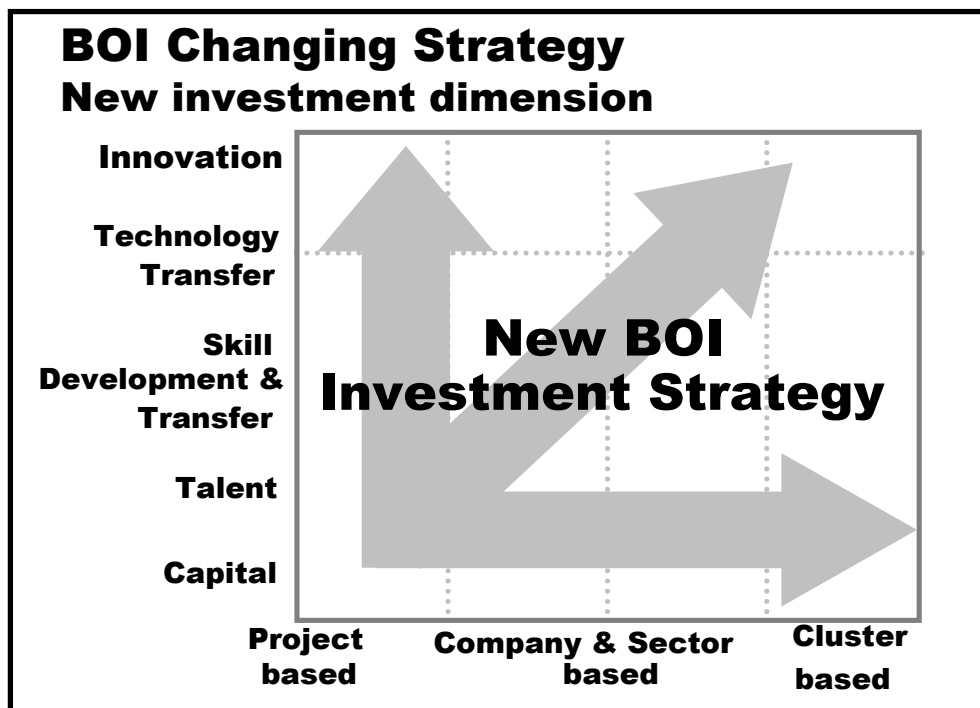 BOI Changing Strategy
New investment dimension
Innovation
Technology
Transfer
Skill
Development &
Transfer
Talent
Capital
New BOI
Investment Strategy
Project
based
Company & Sector
based
Cluster
based